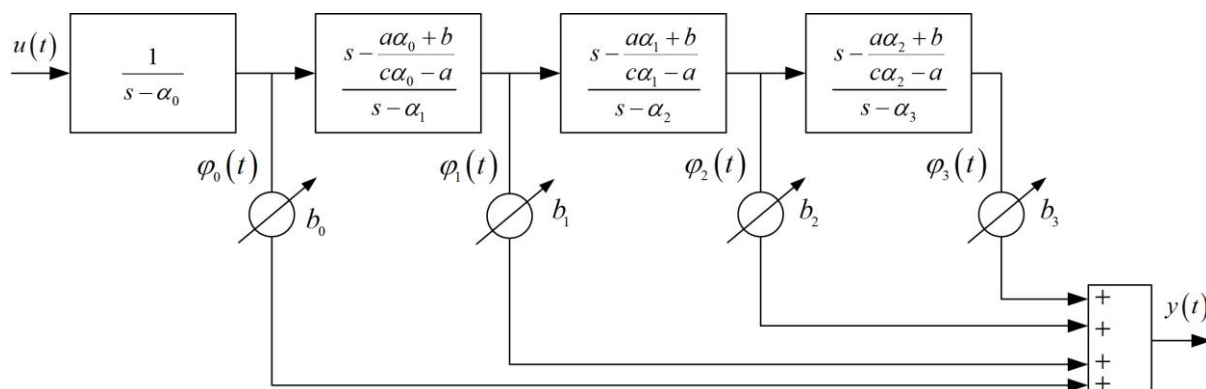 u(t)
1
s − α₀
s − aα₀ + b
cα₀ − a
s − α₁
s − aα₁ + b
cα₁ − a
s − α₂
s − aα₂ + b
cα₂ − a
s − α₃
φ₀(t)
φ₁(t)
φ₂(t)
φ₃(t)
b₀
b₁
b₂
b₃
+
+
+
+
y(t)